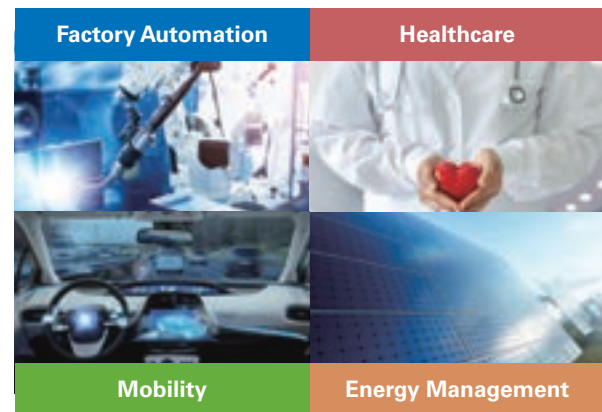 Factory Automation
Healthcare
Mobility
Energy Management